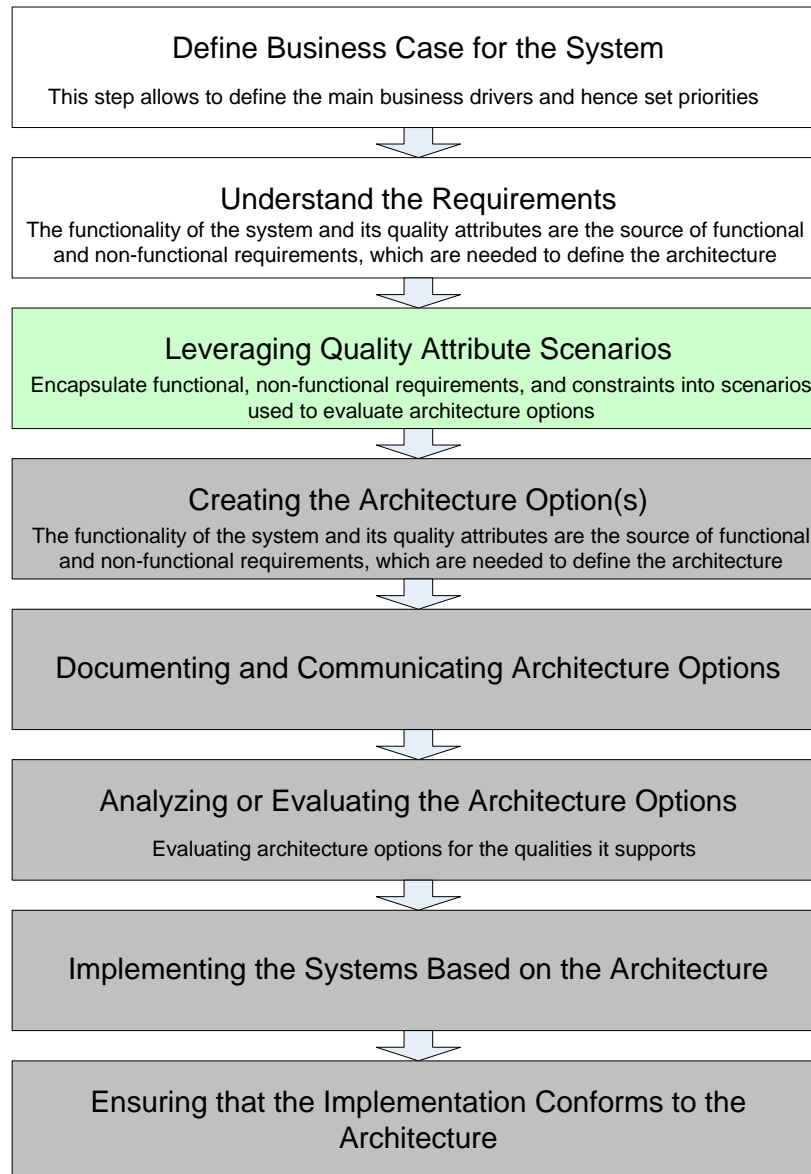 Define Business Case for the System
This step allows to define the main business drivers and hence set priorities
Understand the Requirements
The functionality of the system and its quality attributes are the source of functional
and non-functional requirements, which are needed to define the architecture
Leveraging Quality Attribute Scenarios
Encapsulate functional, non-functional requirements, and constraints into scenarios
used to evaluate architecture options
Creating the Architecture Option(s)
The functionality of the system and its quality attributes are the source of functional
and non-functional requirements, which are needed to define the architecture
Documenting and Communicating Architecture Options
Analyzing or Evaluating the Architecture Options
Evaluating architecture options for the qualities it supports
Implementing the Systems Based on the Architecture
Ensuring that the Implementation Conforms to the
Architecture